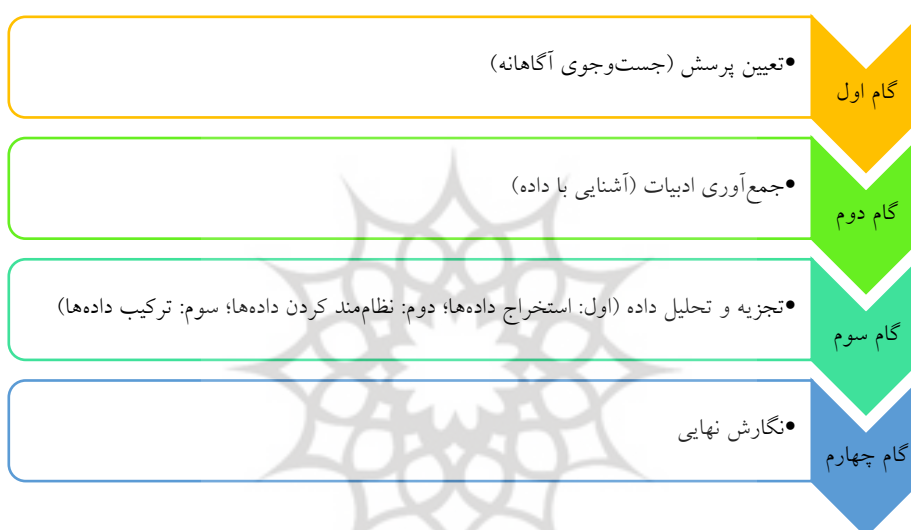 گام اول
•تعیین پرسش (جست‌وجوی آگاهانه)
گام دوم
•جمع‌آوری ادبیات (آشنایی با داده)
گام سوم
•تجزیه و تحلیل داده (اول: استخراج داده‌ها؛ دوم: نظام‌مند کردن داده‌ها؛ سوم: ترکیب داده‌ها)
گام چهارم
•نگارش نهایی